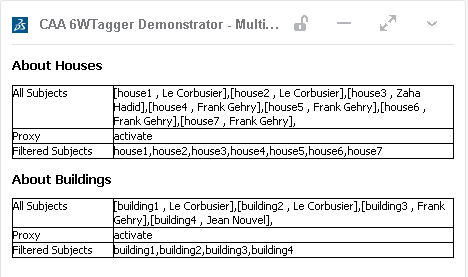 CAA 6WTagger Demonstrator - Multi...
About Houses
All Subjects
[house1 , Le Corbusier],[house2 , Le Corbusier],[house3 , Zaha
Hadid],[house4 , Frank Gehry],[house5 , Frank Gehry],[house6 ,
Frank Gehry],[house7 , Frank Gehry],
Proxy
activate
Filtered Subjects
house1,house2,house3,house4,house5,house6,house7
About Buildings
All Subjects
[building1 , Le Corbusier],[building2 , Le Corbusier],[building3 , Frank
Gehry],[building4 , Jean Nouvel],
Proxy
activate
Filtered Subjects
building1,building2,building3,building4